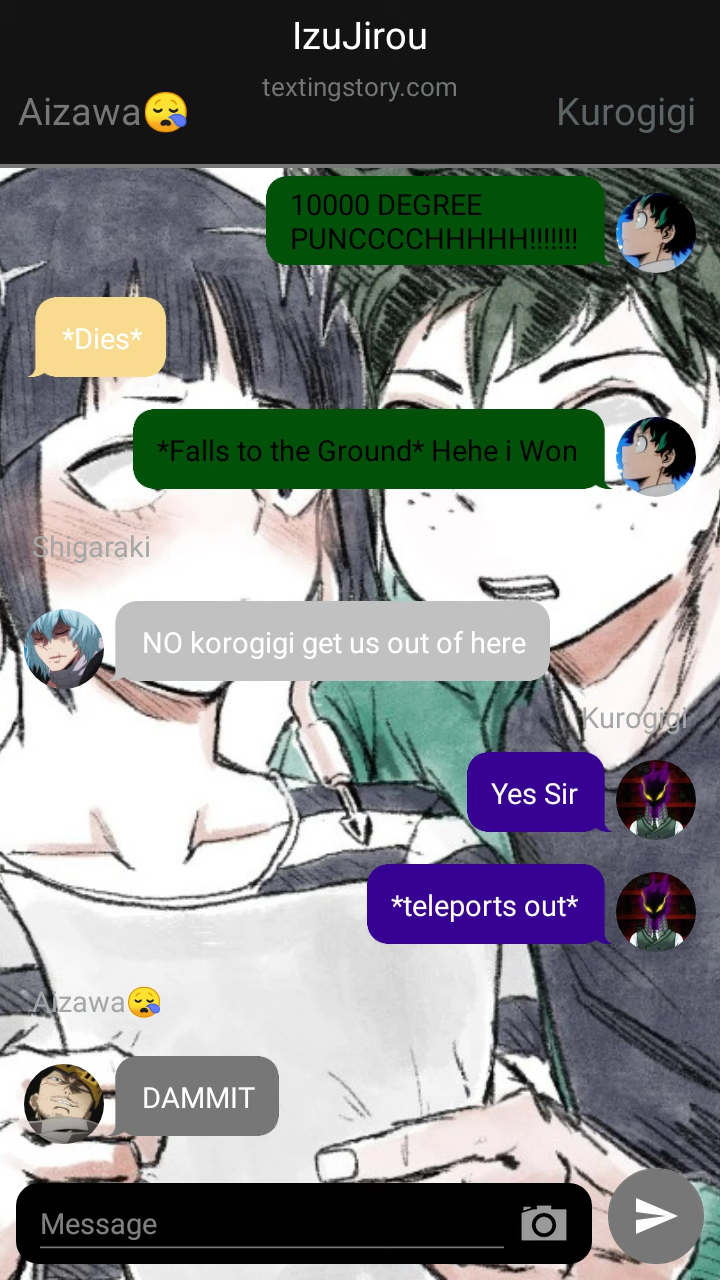 IzuJirou
textingstory.com
Aizawa😪
Kurogigi
10000 DEGREE
PUNCCCCHHHHH!!!!!!!
*Dies*
*Falls to the Ground* Hehe i Won
Shigaraki
NO korogigi get us out of here
Kurogigi
Yes Sir
*teleports out*
Aizawa😪
DAMMIT
Message